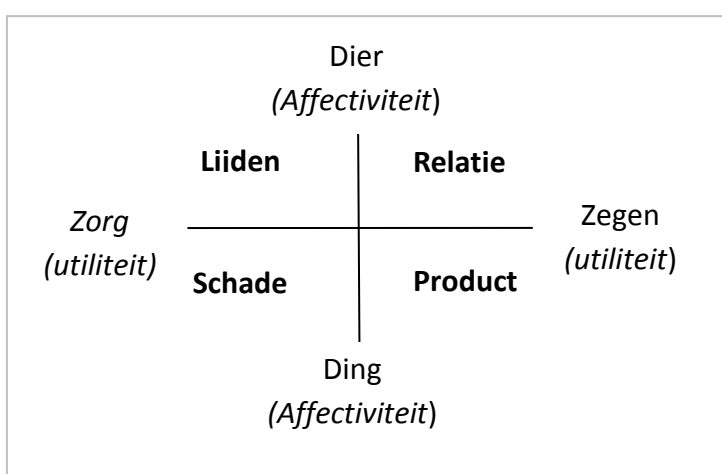 Dier
(Affectiviteit)
Liiden
Relatie
Zorg
(utiliteit)
Zegen
(utiliteit)
Schade
Product
Ding
(Affectiviteit)